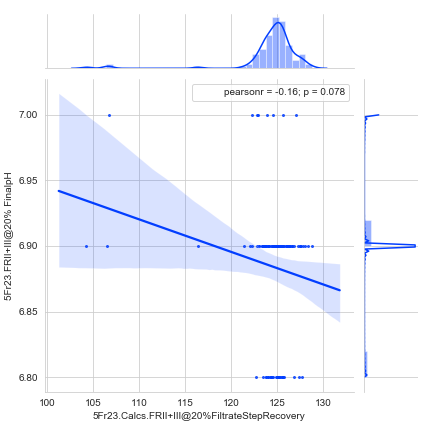 pearsonr = -0.16; p = 0.078
7.00
6.95
6.90
6.85
6.80
5Fr23.FRII+III@20% FinalpH
100 105 110 115 120 125 130
5Fr23.Calcs.FRII+III@20%FiltrateStepRecovery